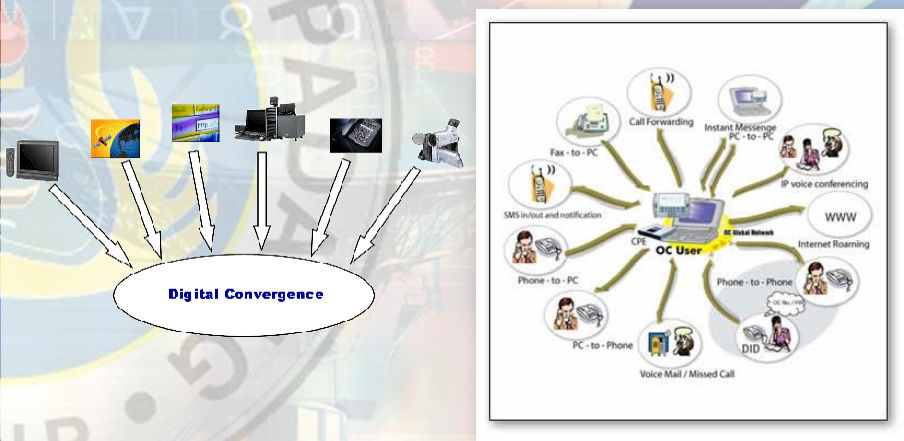 Digital Convergence
Call Forwarding
Instant Messenge
PC - to - PC
Fax - to - PC
IP voice conferencing
SMS in/out and notification
WWW
Internet Roaming
CPE
OC Global Network
OC User
Phone - to - PC
Phone - to - Phone
PC - to - Phone
DID
Voice Mail / Missed Call